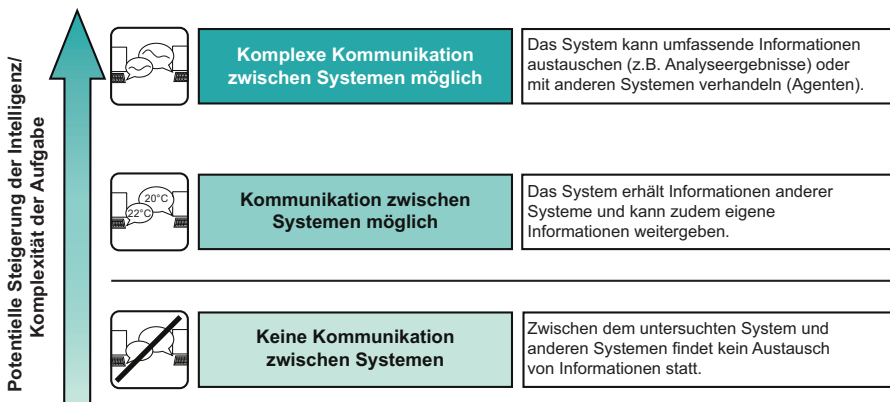 Potentielle Steigerung der Intelligenz/
Komplexität der Aufgabe
Komplexe Kommunikation
zwischen Systemen möglich
Das System kann umfassende Informationen
austauschen (z.B. Analyseergebnisse) oder
mit anderen Systemen verhandeln (Agenten).
20°C
22°C
Kommunikation zwischen
Systemen möglich
Das System erhält Informationen anderer
Systeme und kann zudem eigene
Informationen weitergeben.
Keine Kommunikation
zwischen Systemen
Zwischen dem untersuchten System und
anderen Systemen findet kein Austausch
von Informationen statt.